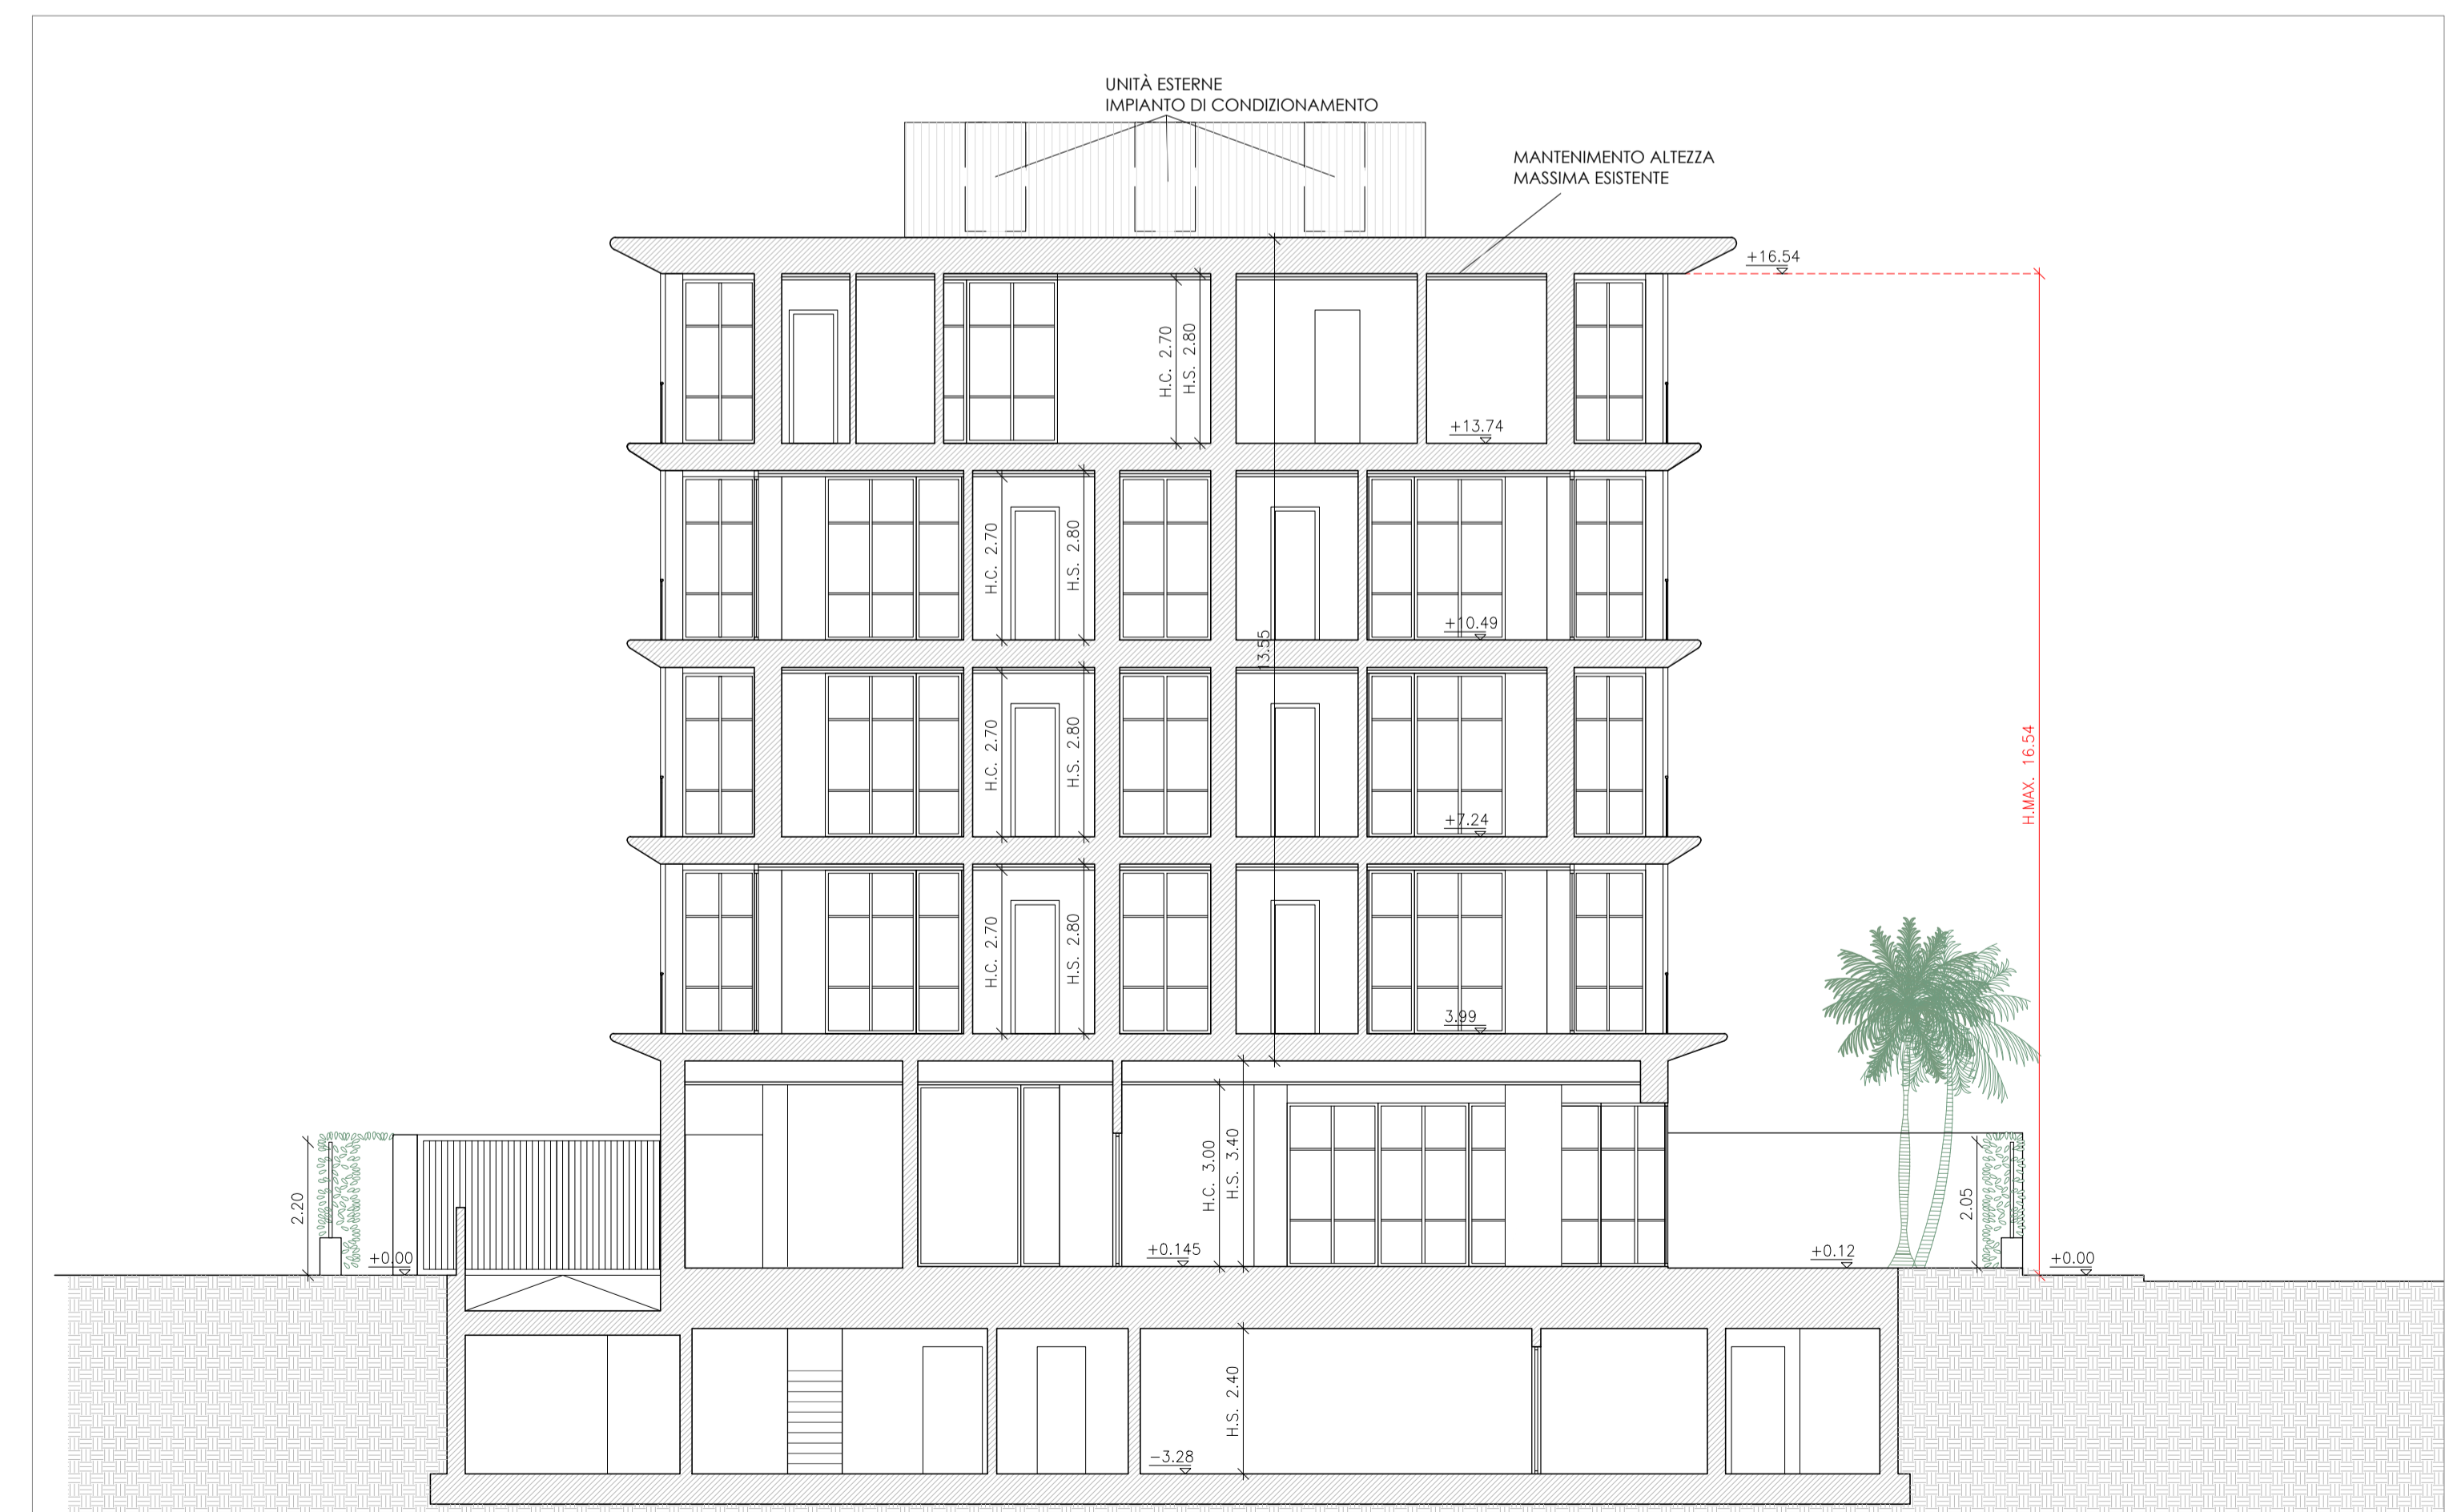 UNITÀ ESTERNE
IMPIANTO DI CONDIZIONAMENTO
MANTENIMENTO ALTEZZA
MASSIMA ESISTENTE
+16.54
H.C. 2.70
H.S. 2.80
+13.74
H.C. 2.70
H.S. 2.80
+10.49
13.55
H.C. 2.70
H.S. 2.80
+7.24
H.MAX. 16.54
H.C. 2.70
H.S. 2.80
3.99
H.C. 3.00
H.S. 3.40
2.20
+0.00
+0.145
+0.12
2.05
+0.00
H.S. 2.40
−3.28